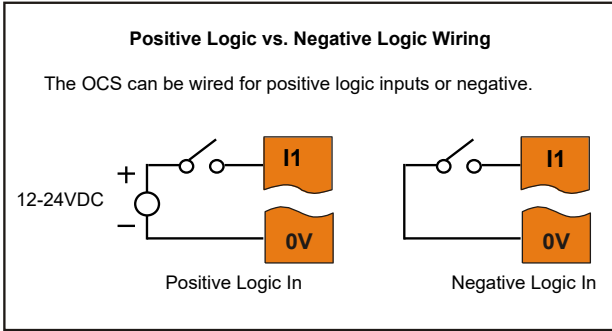 Positive Logic vs. Negative Logic Wiring
The OCS can be wired for positive logic inputs or negative.
I1
I1
+
12-24VDC
–
0V
0V
Positive Logic In
Negative Logic In